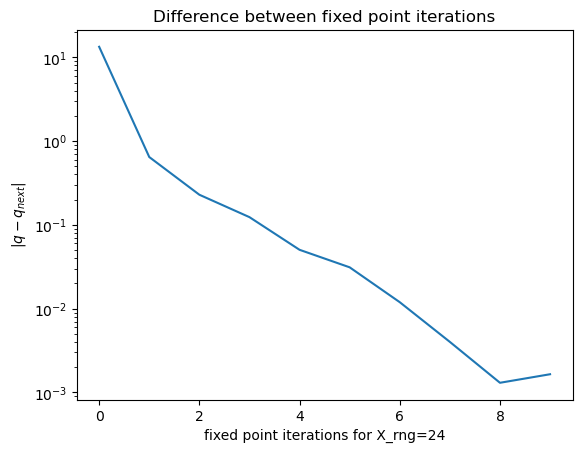 Difference between fixed point iterations
10¹
10⁰
10⁻¹
10⁻²
10⁻³
|q − q_next|
0 2 4 6 8
fixed point iterations for X_rng=24